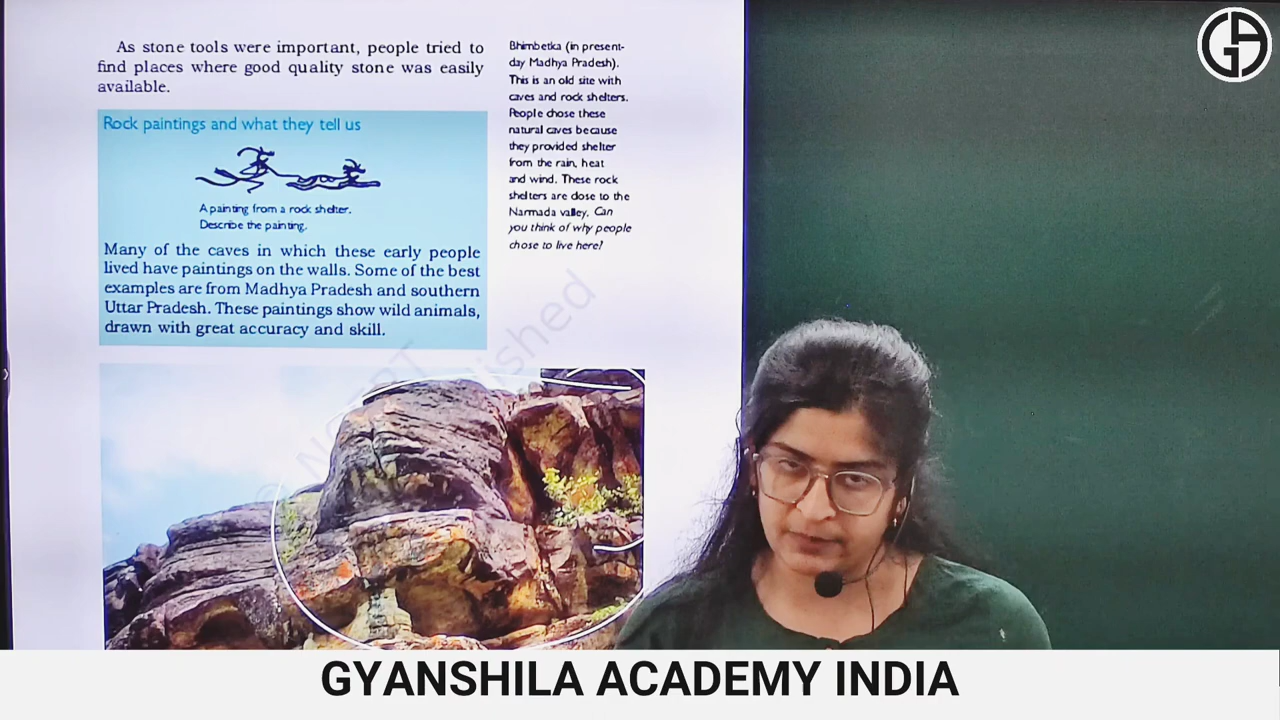 As stone tools were important, people tried to
find places where good quality stone was easily
available.
Rock paintings and what they tell us
A painting from a rock shelter.
Describe the painting.
Many of the caves in which these early people
lived have paintings on the walls. Some of the best
examples are from Madhya Pradesh and southern
Uttar Pradesh. These paintings show wild animals,
drawn with great accuracy and skill.
Bhimbetka (in present-
day Madhya Pradesh).
This is an old site with
caves and rock shelters.
People chose these
natural caves because
they provided shelter
from the rain, heat
and wind. These rock
shelters are close to the
Narmada valley. Can
you think of why people
chose to live here?
GA
GYANSHILA ACADEMY INDIA